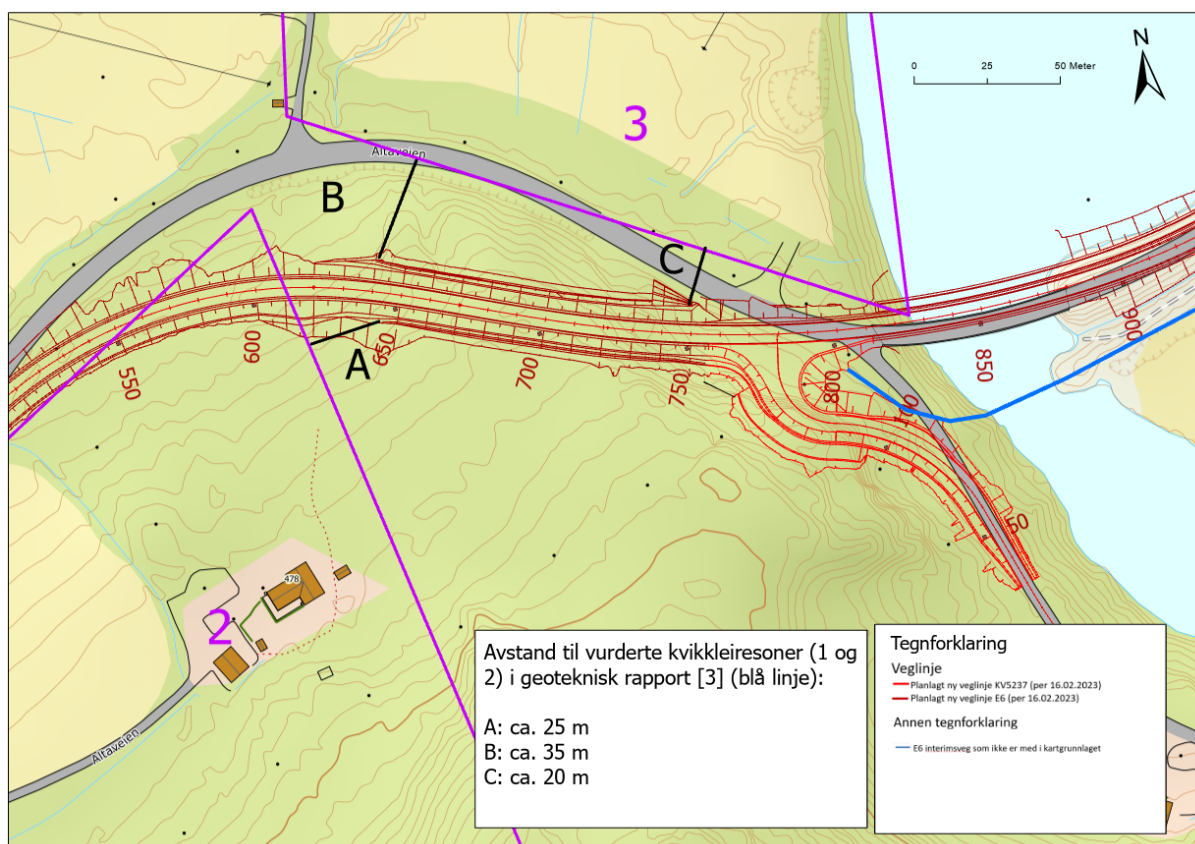 N
0 25 50 Meter
3
Altaveien
B
C
A
550
600
650
700
750
800
850
900
0
50
478
2
Altaveien
Avstand til vurderte kvikkleiresoner (1 og
2) i geoteknisk rapport [3] (blå linje):
A: ca. 25 m
B: ca. 35 m
C: ca. 20 m
Tegnforklaring
Veglinje
Planlagt ny veglinje KV5237 (per 16.02.2023)
Planlagt ny veglinje E6 (per 16.02.2023)
Annen tegnforklaring
E6 interimsveg som ikke er med i kartgrunnlaget